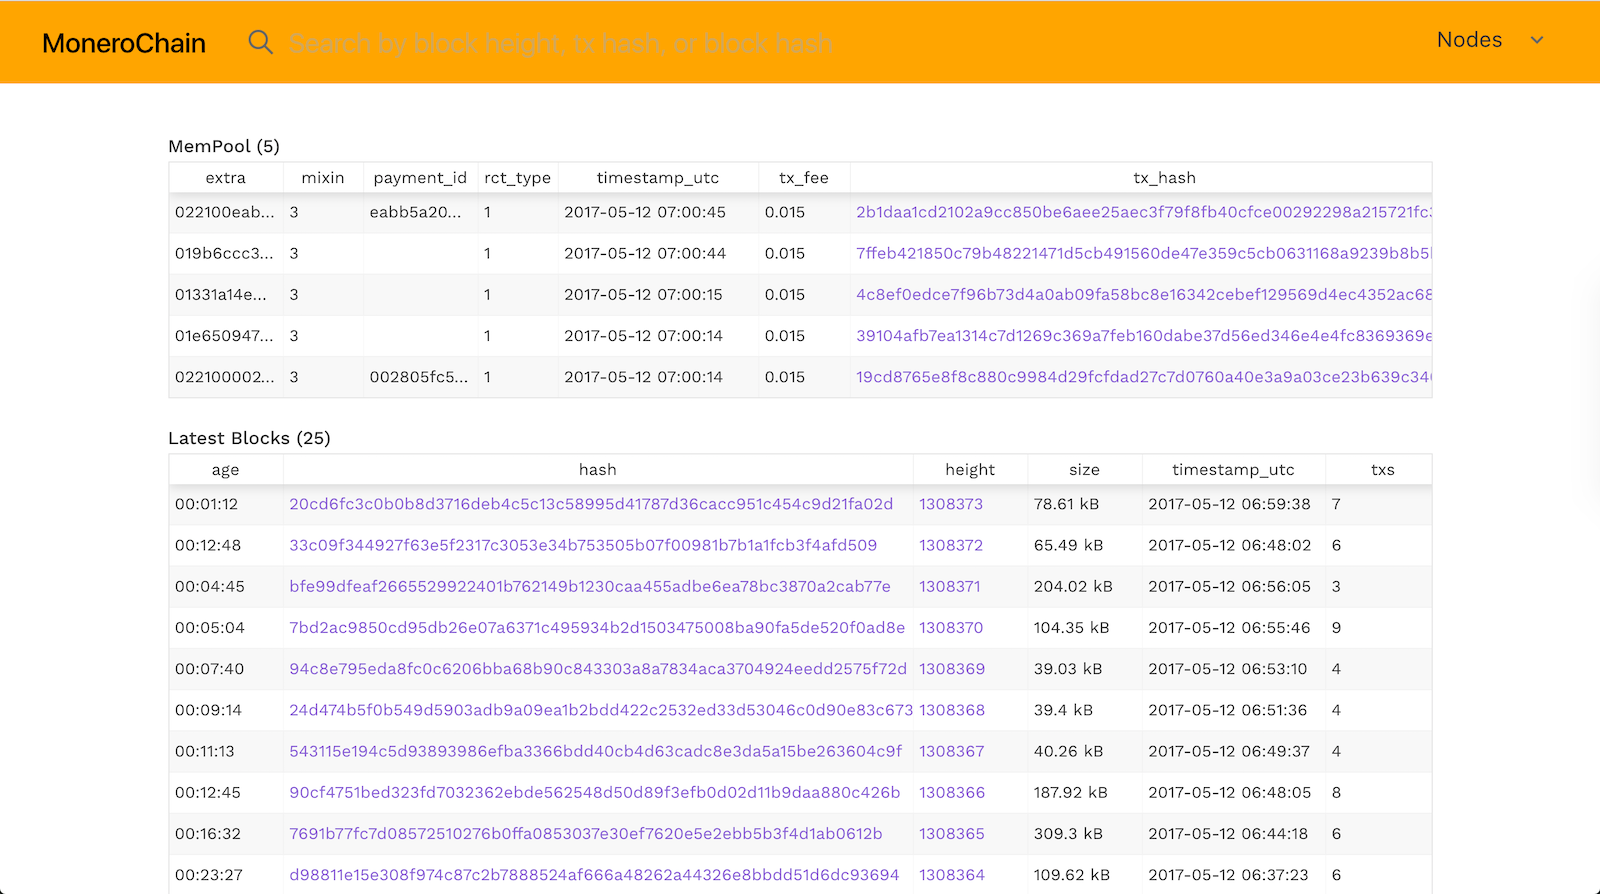 MoneroChain Search by block height, tx hash, or block hash Nodes
MemPool (5)
extra mixin payment_id rct_type timestamp_utc tx_fee tx_hash
022100eab... 3 eabb5a20... 1 2017-05-12 07:00:45 0.015 2b1daa1cd2102a9cc850be6aee25aec3f79f8fb40cfce00292298a215721fc3
019b6ccc3... 3 1 2017-05-12 07:00:44 0.015 7ffeb421850c79b48221471d5cb491560de47e359c5cb0631168a9239b8b5
01331a14e... 3 1 2017-05-12 07:00:15 0.015 4c8ef0edce7f96b73d4a0ab09fa58bc8e16342cebef129569d4ec4352ac68
01e650947... 3 1 2017-05-12 07:00:14 0.015 39104afb7ea1314c7d1269c369a7feb160dabe37d56ed346e4e4fc8369369e
022100002... 3 002805fc5... 1 2017-05-12 07:00:14 0.015 19cd8765e8f8c880c9984d29fcfdad27c7d0760a40e3a9a03ce23b639c34
Latest Blocks (25)
age hash height size timestamp_utc txs
00:01:12 20cd6fc3c0b0b8d3716deb4c5c13c58995d41787d36cacc951c454c9d21fa02d 1308373 78.61 kB 2017-05-12 06:59:38 7
00:12:48 33c09f344927f63e5f2317c3053e34b753505b07f00981b7b1a1fcb3f4afd509 1308372 65.49 kB 2017-05-12 06:48:02 6
00:04:45 bfe99dfeaf2665529922401b762149b1230caa455adbe6ea78bc3870a2cab77e 1308371 204.02 kB 2017-05-12 06:56:05 3
00:05:04 7bd2ac9850cd95db26e07a6371c495934b2d1503475008ba90fa5de520f0ad8e 1308370 104.35 kB 2017-05-12 06:55:46 9
00:07:40 94c8e795eda8fc0c6206bba68b90c843303a8a7834aca3704924eedd2575f72d 1308369 39.03 kB 2017-05-12 06:53:10 4
00:09:14 24d474b5f0b549d5903adb9a09ea1b2bdd422c2532ed33d53046c0d90e83c673 1308368 39.4 kB 2017-05-12 06:51:36 4
00:11:13 543115e194c5d93893986efba3366bdd40cb4d63cadc8e3da5a15be263604c9f 1308367 40.26 kB 2017-05-12 06:49:37 4
00:12:45 90cf4751bed323fd7032362ebde562548d50d89f3efb0d02d11b9daa880c426b 1308366 187.92 kB 2017-05-12 06:48:05 8
00:16:32 7691b77fc7d08572510276b0ffa0853037e30ef7620e5e2ebb5b3f4d1ab0612b 1308365 309.3 kB 2017-05-12 06:44:18 6
00:23:27 d98811e15e308f974c87c2b7888524af666a48262a44326e8bbdd51d6dc93694 1308364 109.62 kB 2017-05-12 06:37:23 6